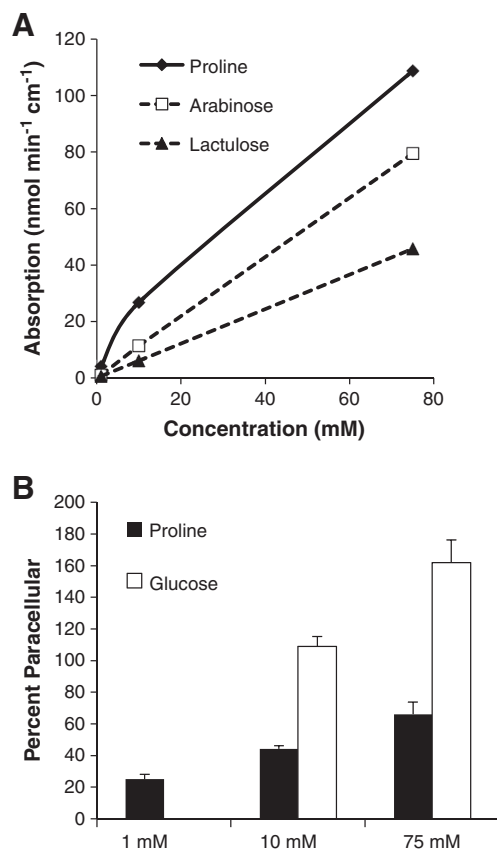 A
Absorption (nmol min⁻¹ cm⁻¹)
120
100
80
60
40
20
0
Proline
Arabinose
Lactulose
0 20 40 60 80
Concentration (mM)
B
Percent Paracellular
200
180
160
140
120
100
80
60
40
20
0
Proline
Glucose
1 mM 10 mM 75 mM